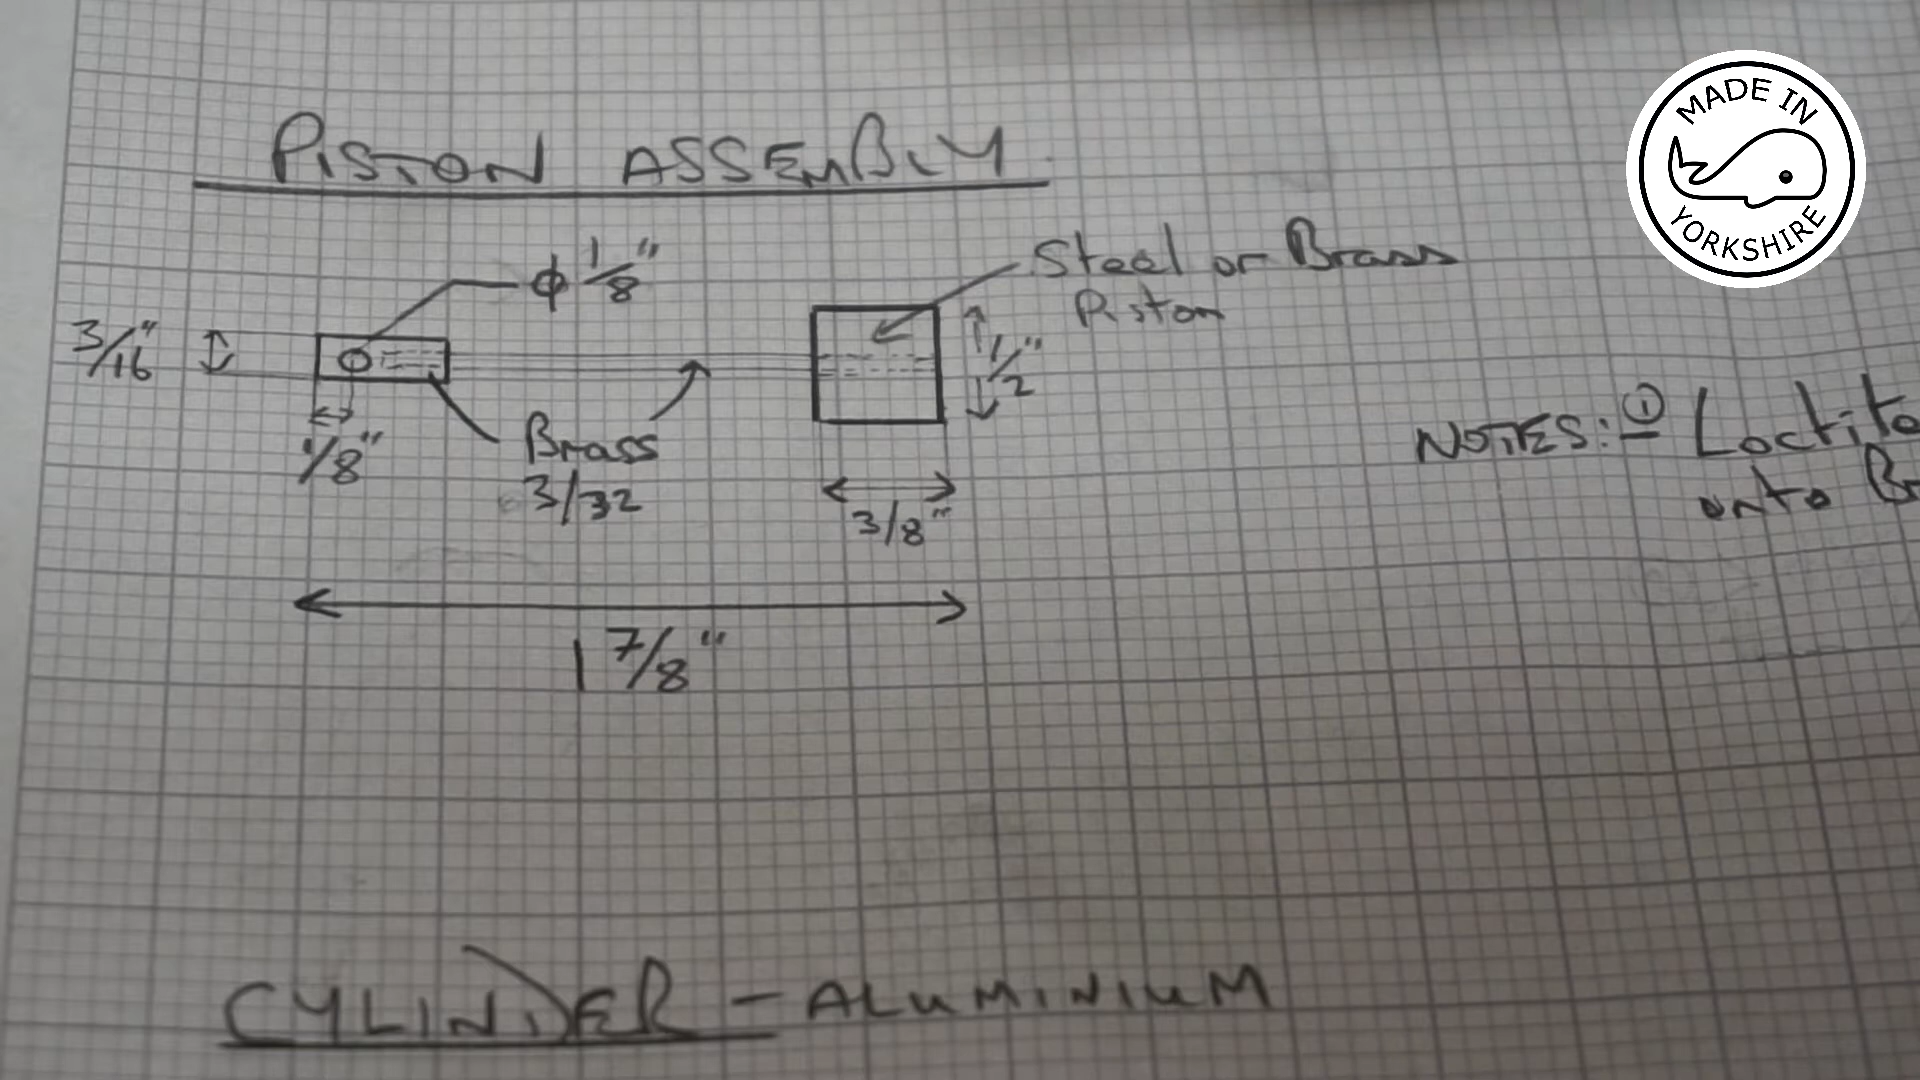 PISTON ASSEMBLY
φ 1/8"
Steel or Brass
Piston
3/16"
1/2"
1/8"
Brass
3/32
3/8"
NOTES: ① Loctite
onto Br
1 7/8"
CYLINDER - ALUMINIUM
MADE IN
YORKSHIRE